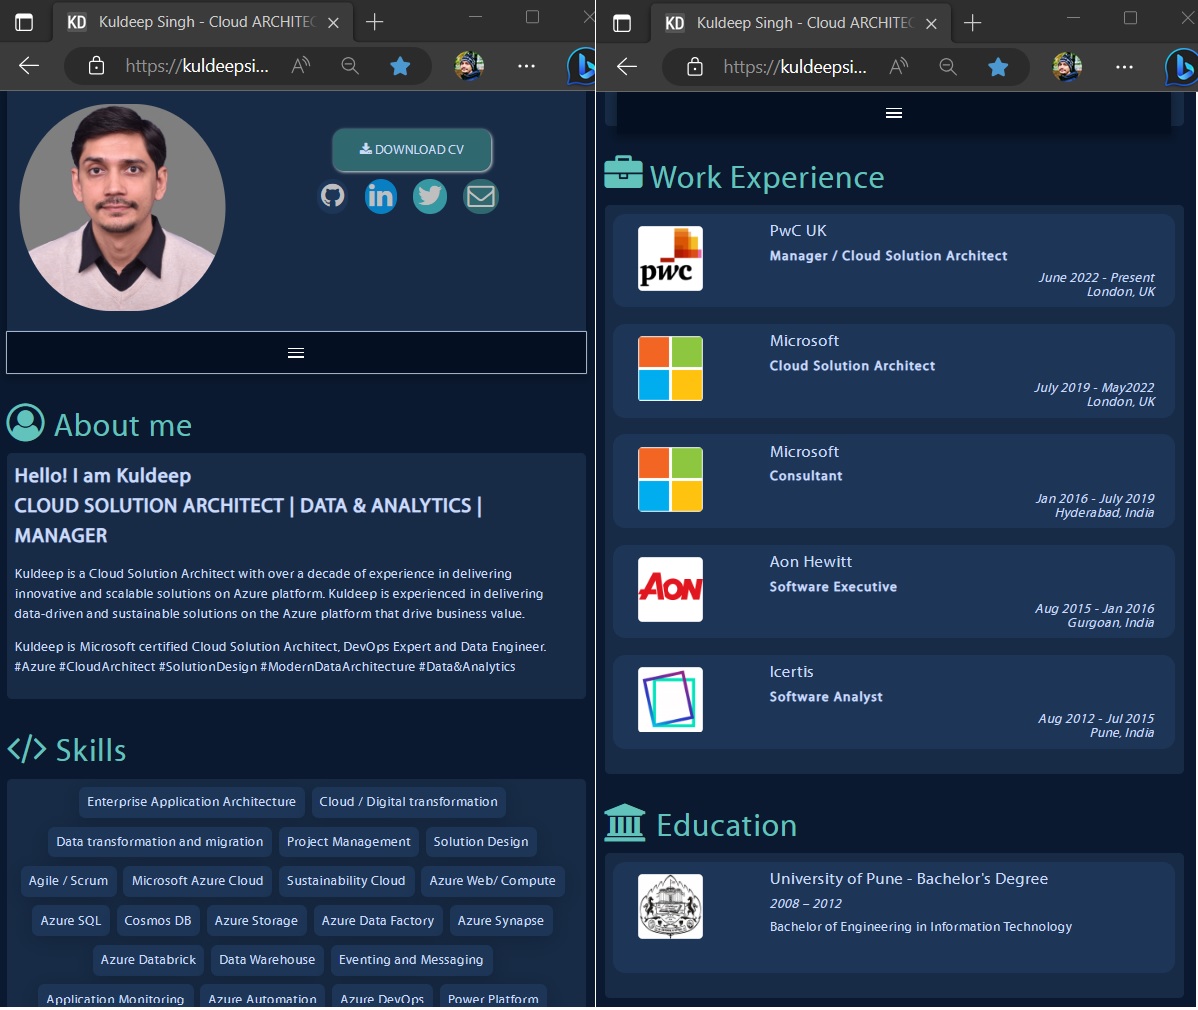 KD Kuldeep Singh - Cloud ARCHITEC
https://kuldeepsi...
DOWNLOAD CV
About me
Hello! I am Kuldeep
CLOUD SOLUTION ARCHITECT | DATA & ANALYTICS |
MANAGER
Kuldeep is a Cloud Solution Architect with over a decade of experience in delivering
innovative and scalable solutions on Azure platform. Kuldeep is experienced in delivering
data-driven and sustainable solutions on the Azure platform that drive business value.
Kuldeep is Microsoft certified Cloud Solution Architect, DevOps Expert and Data Engineer.
#Azure #CloudArchitect #SolutionDesign #ModernDataArchitecture #Data&Analytics
</> Skills
Enterprise Application Architecture Cloud / Digital transformation
Data transformation and migration Project Management Solution Design
Agile / Scrum Microsoft Azure Cloud Sustainability Cloud Azure Web/ Compute
Azure SQL Cosmos DB Azure Storage Azure Data Factory Azure Synapse
Azure Databrick Data Warehouse Eventing and Messaging
Application Monitoring Azure Automation Azure DevOps Power Platform
KD Kuldeep Singh - Cloud ARCHITEC
https://kuldeepsi...
Work Experience
pwc
PwC UK
Manager / Cloud Solution Architect
June 2022 - Present
London, UK
Microsoft
Cloud Solution Architect
July 2019 - May2022
London, UK
Microsoft
Consultant
Jan 2016 - July 2019
Hyderabad, India
AON
Aon Hewitt
Software Executive
Aug 2015 - Jan 2016
Gurgoan, India
Icertis
Software Analyst
Aug 2012 - Jul 2015
Pune, India
Education
University of Pune - Bachelor's Degree
2008 – 2012
Bachelor of Engineering in Information Technology